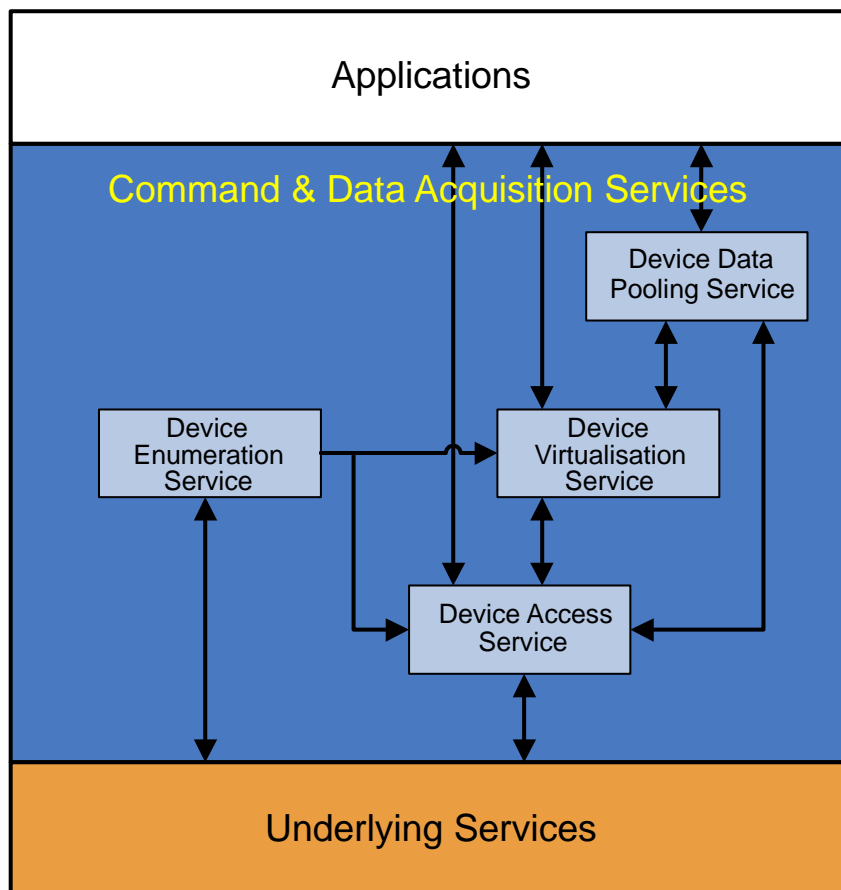 Applications
Command & Data Acquisition Services
Device Data
Pooling Service
Device
Enumeration
Service
Device
Virtualisation
Service
Device Access
Service
Underlying Services